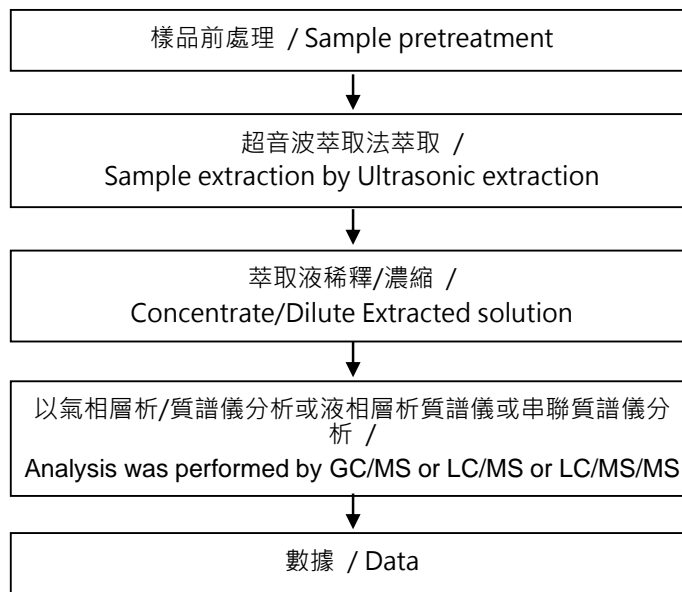 樣品前處理 / Sample pretreatment
超音波萃取法萃取 /
Sample extraction by Ultrasonic extraction
萃取液稀釋/濃縮 /
Concentrate/Dilute Extracted solution
以氣相層析/質譜儀分析或液相層析質譜儀或串聯質譜儀分
析 /
Analysis was performed by GC/MS or LC/MS or LC/MS/MS
數據 / Data